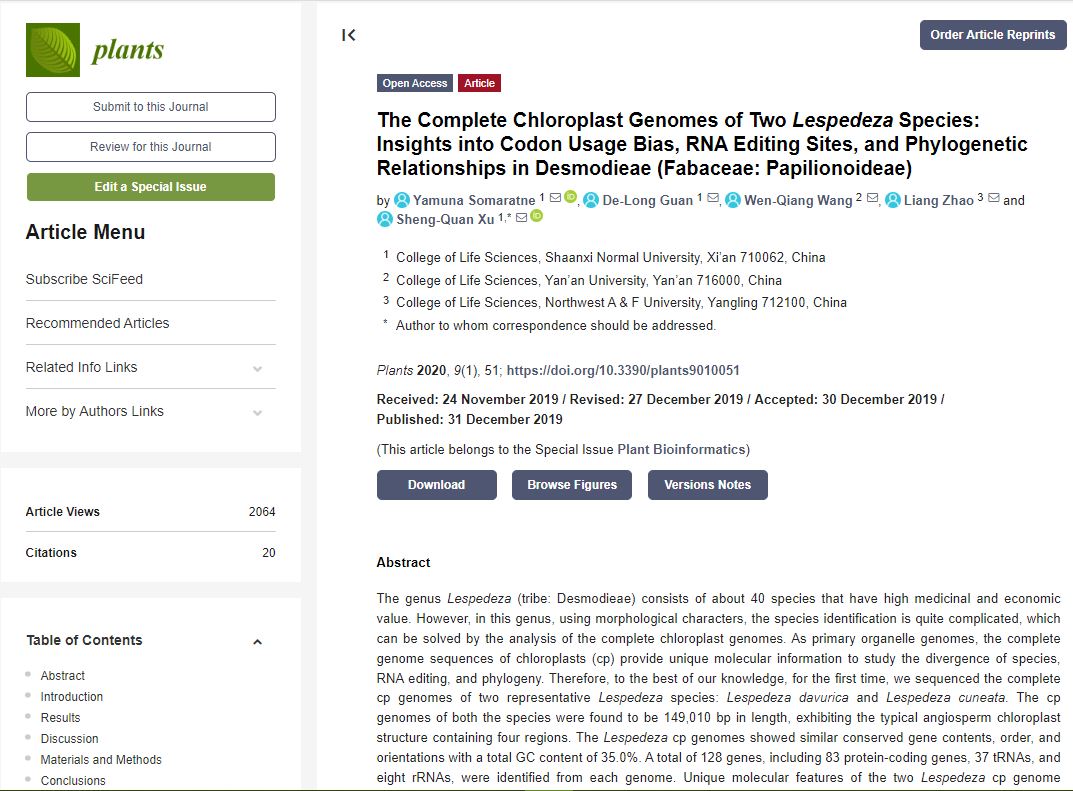 plants
Submit to this Journal
Review for this Journal
Edit a Special Issue
Article Menu
Subscribe SciFeed
Recommended Articles
Related Info Links
More by Authors Links
Article Views 2064
Citations 20
Table of Contents
Abstract
Introduction
Results
Discussion
Materials and Methods
Conclusions
Order Article Reprints
Open Access Article
The Complete Chloroplast Genomes of Two Lespedeza Species:
Insights into Codon Usage Bias, RNA Editing Sites, and Phylogenetic
Relationships in Desmodieae (Fabaceae: Papilionoideae)
by Yamuna Somaratne 1 iD, De-Long Guan 1, Wen-Qiang Wang 2, Liang Zhao 3 and
Sheng-Quan Xu 1,* iD
1 College of Life Sciences, Shaanxi Normal University, Xi’an 710062, China
2 College of Life Sciences, Yan’an University, Yan’an 716000, China
3 College of Life Sciences, Northwest A & F University, Yangling 712100, China
* Author to whom correspondence should be addressed.
Plants 2020, 9(1), 51; https://doi.org/10.3390/plants9010051
Received: 24 November 2019 / Revised: 27 December 2019 / Accepted: 30 December 2019 /
Published: 31 December 2019
(This article belongs to the Special Issue Plant Bioinformatics)
Download Browse Figures Versions Notes
Abstract
The genus Lespedeza (tribe: Desmodieae) consists of about 40 species that have high medicinal and economic
value. However, in this genus, using morphological characters, the species identification is quite complicated, which
can be solved by the analysis of the complete chloroplast genomes. As primary organelle genomes, the complete
genome sequences of chloroplasts (cp) provide unique molecular information to study the divergence of species,
RNA editing, and phylogeny. Therefore, to the best of our knowledge, for the first time, we sequenced the complete
cp genomes of two representative Lespedeza species: Lespedeza davurica and Lespedeza cuneata. The cp
genomes of both the species were found to be 149,010 bp in length, exhibiting the typical angiosperm chloroplast
structure containing four regions. The Lespedeza cp genomes showed similar conserved gene contents, order, and
orientations with a total GC content of 35.0%. A total of 128 genes, including 83 protein-coding genes, 37 tRNAs, and
eight rRNAs, were identified from each genome. Unique molecular features of the two Lespedeza cp genome